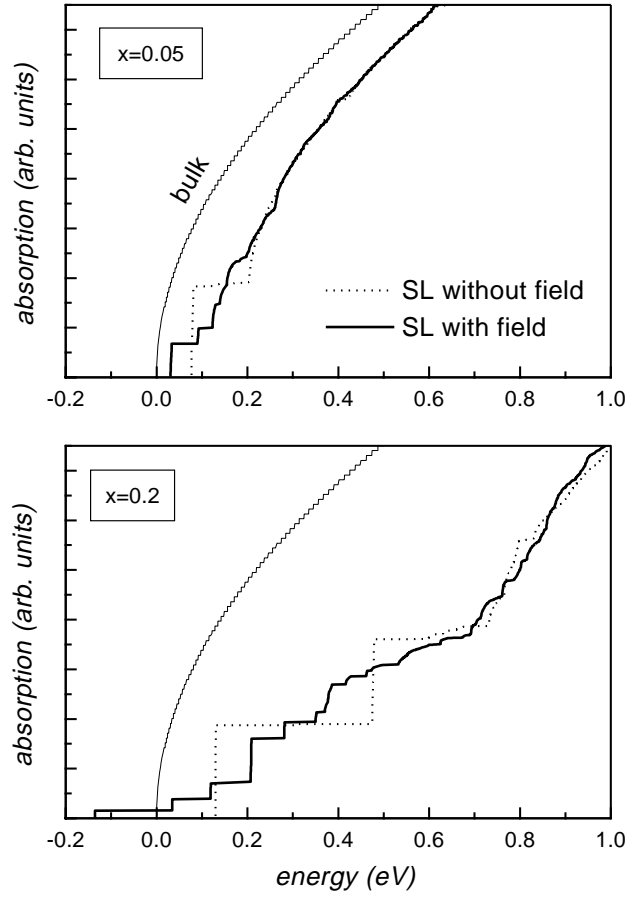 x=0.05
absorption (arb. units)
bulk
SL without field
SL with field
-0.2 0.0 0.2 0.4 0.6 0.8 1.0
x=0.2
absorption (arb. units)
-0.2 0.0 0.2 0.4 0.6 0.8 1.0
energy (eV)